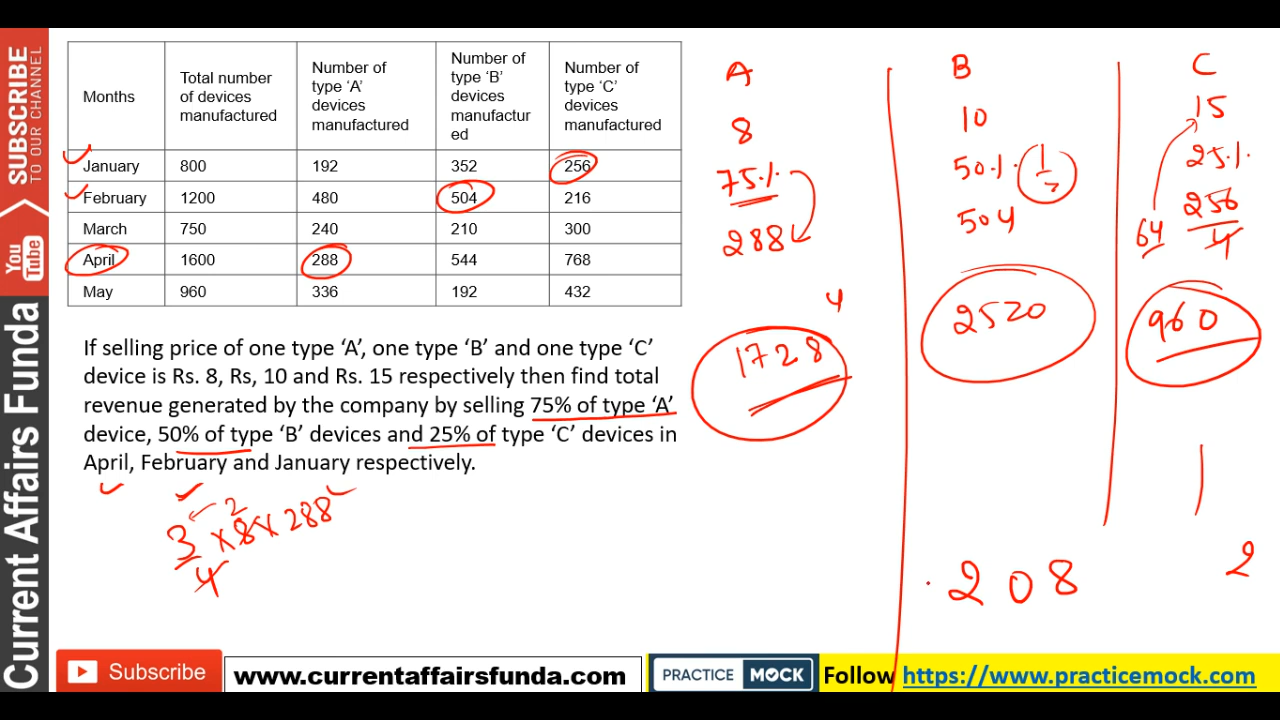 SUBSCRIBE
TO OUR CHANNEL
You Tube
Current Affairs Funda
Months
Total number of devices manufactured
Number of type ‘A’ devices manufactured
Number of type ‘B’ devices manufactur ed
Number of type ‘C’ devices manufactured
January 800 192 352 256
February 1200 480 504 216
March 750 240 210 300
April 1600 288 544 768
May 960 336 192 432
If selling price of one type ‘A’, one type ‘B’ and one type ‘C’
device is Rs. 8, Rs, 10 and Rs. 15 respectively then find total
revenue generated by the company by selling 75% of type ‘A’
device, 50% of type ‘B’ devices and 25% of type ‘C’ devices in
April, February and January respectively.
2
3/4 × 8 × 288
A
8
75%
288
4
1728
B
10
50%
504
2520
C
15
25%
256/4
64
960
208
2
Subscribe
www.currentaffairsfunda.com
PRACTICE MOCK
Follow https://www.practicemock.com